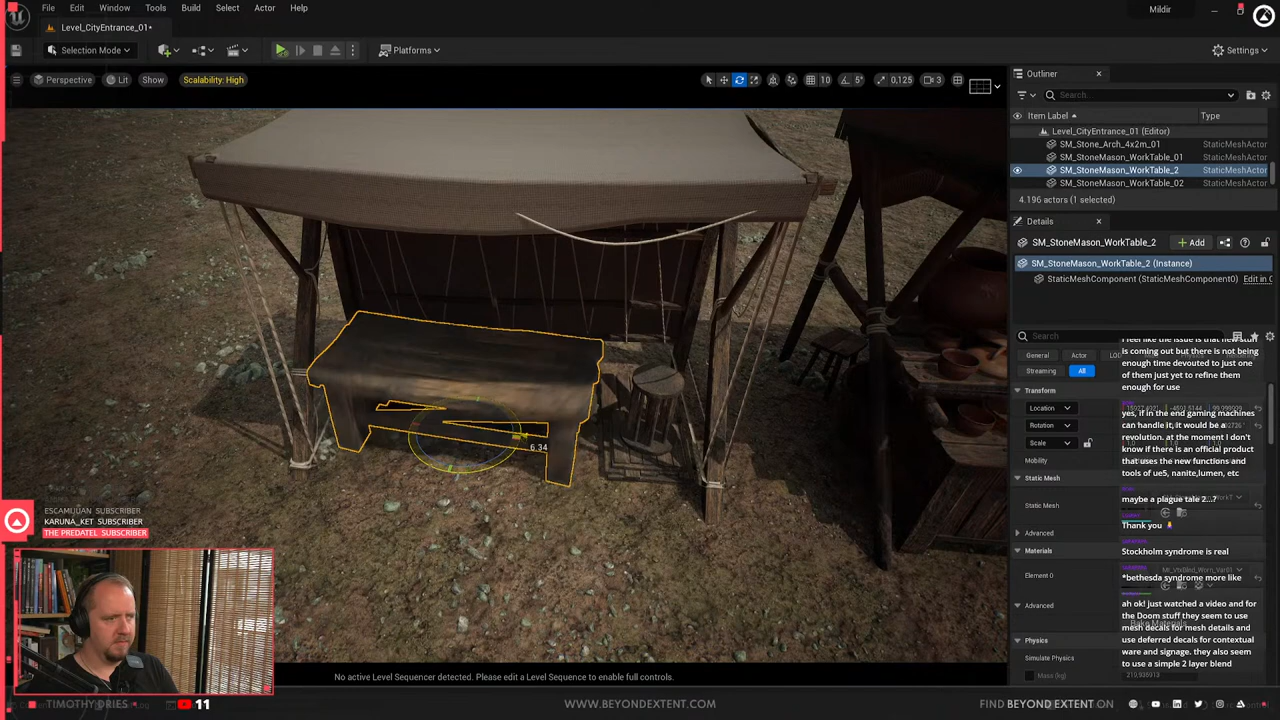 File Edit Window Tools Build Select Actor Help
Mildir
Level_CityEntrance_01*
Selection Mode
Platforms
Settings
Perspective
Lit
Show
Scalability: High
10
5°
0,125
3
Outliner
Search...
Item Label
Type
Level_CityEntrance_01 (Editor)
SM_Stone_Arch_4x2m_01 StaticMeshActor
SM_StoneMason_WorkTable_01 StaticMeshActor
SM_StoneMason_WorkTable_2 StaticMeshActor
SM_StoneMason_WorkTable_02 StaticMeshActor
4.196 actors (1 selected)
Details
SM_StoneMason_WorkTable_2
Add
SM_StoneMason_WorkTable_2 (Instance)
StaticMeshComponent (StaticMeshComponent0)
Edit in C
Search
General
Actor
LO
Streaming
All
Transform
Location
Rotation
Scale
Mobility
Static Mesh
Static Mesh
Advanced
Materials
Element 0
Advanced
Physics
Simulate Physics
Mass (kg)
I feel like the issue is that new stuff
is coming out but there is not being
enough time devouted to just one
of them just yet to refine them
enough for use
yes, if in the end gaming machines
can handle it, it would be a
revolution. at the moment I don't
know if there is an official product
that uses the new functions and
tools of ue5, nanite,lumen, etc
maybe a plague tale 2...?
Thank you
Stockholm syndrome is real
*bethesda syndrome more like
ah ok! just watched a video and for
the Doom stuff they seem to use
mesh decals for mesh details and
use deferred decals for contextual
ware and signage. they also seem
to use a simple 2 layer blend
6.34
ESCAMIJUAN SUBSCRIBER
KARUNA_KET SUBSCRIBER
THE PREDATEL SUBSCRIBER
No active Level Sequencer detected. Please edit a Level Sequence to enable full controls.
TIMOTHY DRIES
11
WWW.BEYONDEXTENT.COM
FIND BEYONDEXTENT ON